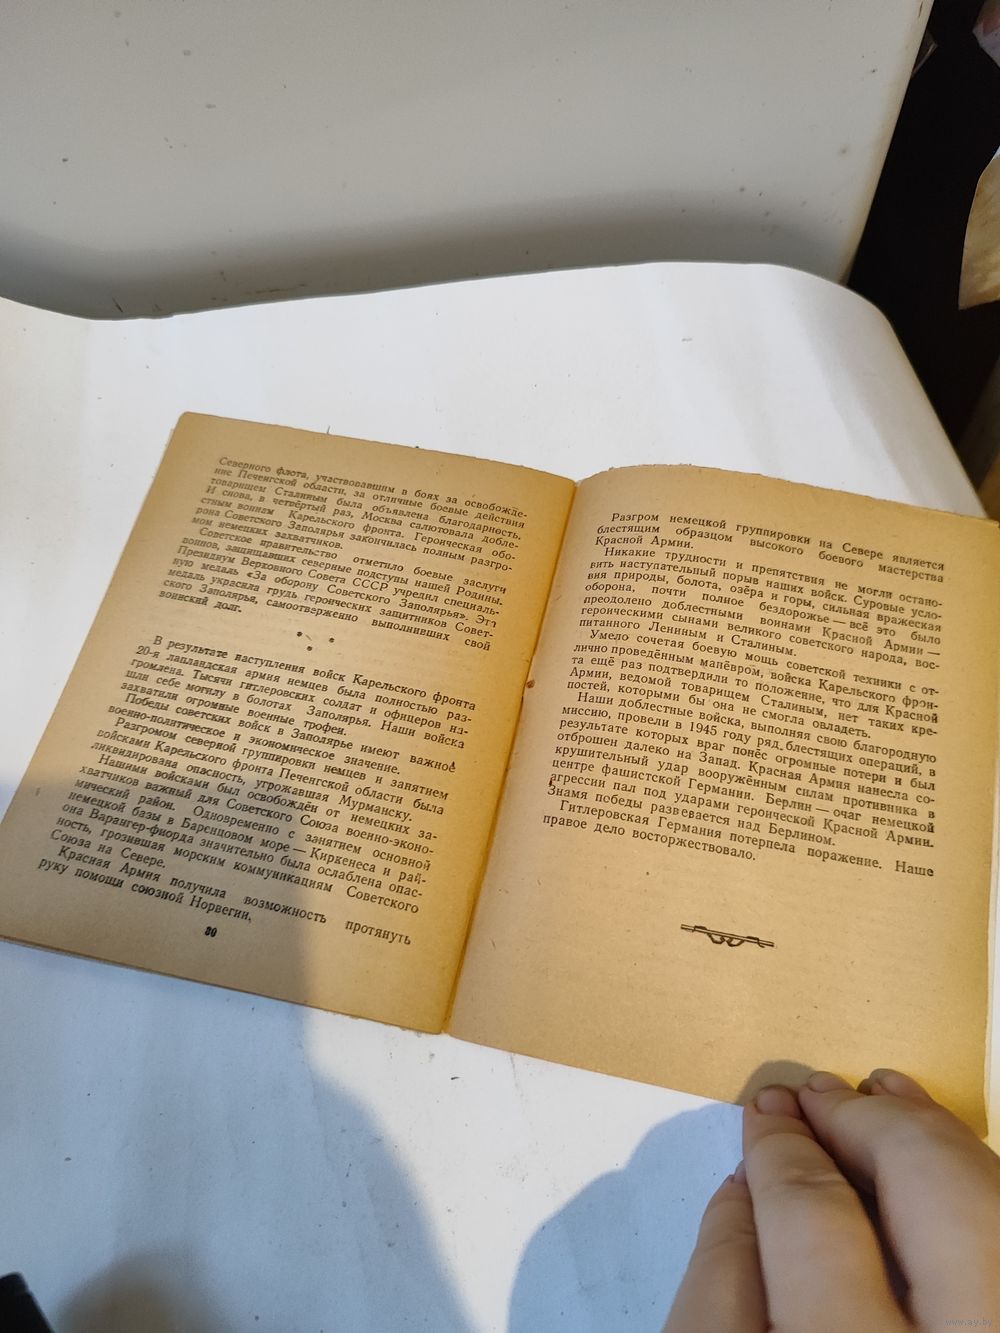 Северного флота, участвовавшим в боях за освобожде-
ние Печенгской области, за отличные боевые действия
товарищем Сталиным была объявлена благодарность.
И снова, в четвёртый раз, Москва салютовала добле-
стным воинам Карельского фронта. Героическая обо-
рона Советского Заполярья закончилась полным разгро-
мом немецких захватчиков.
Советское правительство отметило боевые заслуги
воинов, защищавших северные подступы нашей Родины.
Президиум Верховного Совета СССР учредил специаль-
ную медаль «За оборону Советского Заполярья». Эта
медаль украсила грудь героических защитников Совет-
ского Заполярья, самоотверженно выполнивших свой
воинский долг.
В результате наступления войск Карельского фронта
20-я лапландская армия немцев была полностью раз-
громлена. Тысячи гитлеровских солдат и офицеров на-
шли себе могилу в болотах Заполярья. Наши войска
захватили огромные военные трофеи.
Победы советских войск в Заполярье имеют важное
военно-политическое и экономическое значение.
Разгромом северной группировки немцев и занятием
войсками Карельского фронта Печенгской области была
ликвидирована опасность, угрожавшая Мурманску.
Нашими войсками был освобождён от немецких за-
хватчиков важный для Советского Союза военно-эконо-
мический район. Одновременно с занятием основной
немецкой базы в Баренцовом море — Киркенеса и рай-
она Варангер-фиорда значительно была ослаблена опас-
ность, грозившая морским коммуникациям Советского
Союза на Севере.
Красная Армия получила возможность протянуть
руку помощи союзной Норвегии.
30
Разгром немецкой группировки на Севере является
блестящим образцом высокого боевого мастерства
Красной Армии.
Никакие трудности и препятствия не могли остано-
вить наступательный порыв наших войск. Суровые усло-
вия природы, болота, озёра и горы, сильная вражеская
оборона, почти полное бездорожье — всё это было
преодолено доблестными воинами Красной Армии —
героическими сынами великого советского народа, вос-
питанного Лениным и Сталиным.
Умело сочетая боевую мощь советской техники с от-
лично проведённым манёвром, войска Карельского фрон-
та ещё раз подтвердили то положение, что для Красной
Армии, ведомой товарищем Сталиным, нет таких кре-
постей, которыми бы она не смогла овладеть.
Наши доблестные войска, выполняя свою благородную
миссию, провели в 1945 году ряд блестящих операций, в
результате которых враг понёс огромные потери и был
отброшен далеко на Запад. Красная Армия нанесла со-
крушительный удар вооружённым силам противника в
центре фашистской Германии. Берлин — очаг немецкой
агрессии пал под ударами героической Красной Армии.
Знамя победы развевается над Берлином.
Гитлеровская Германия потерпела поражение. Наше
правое дело восторжествовало.
www.ay.by